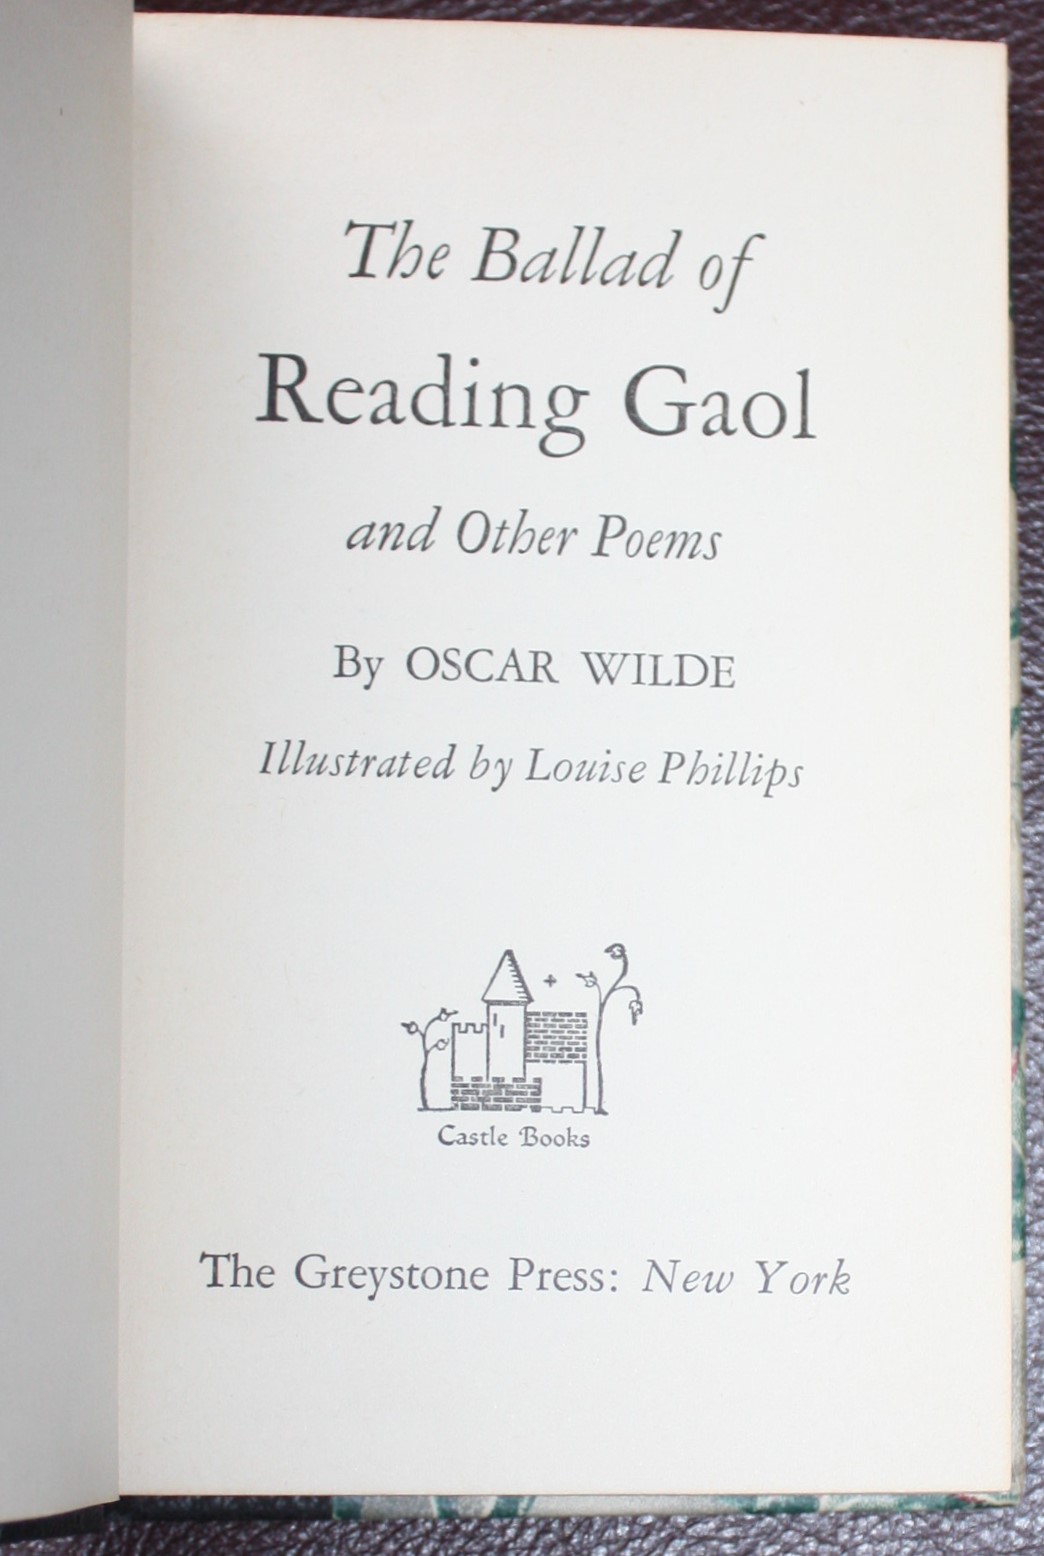 The Ballad of
Reading Gaol
and Other Poems
By OSCAR WILDE
Illustrated by Louise Phillips
Castle Books
The Greystone Press: New York